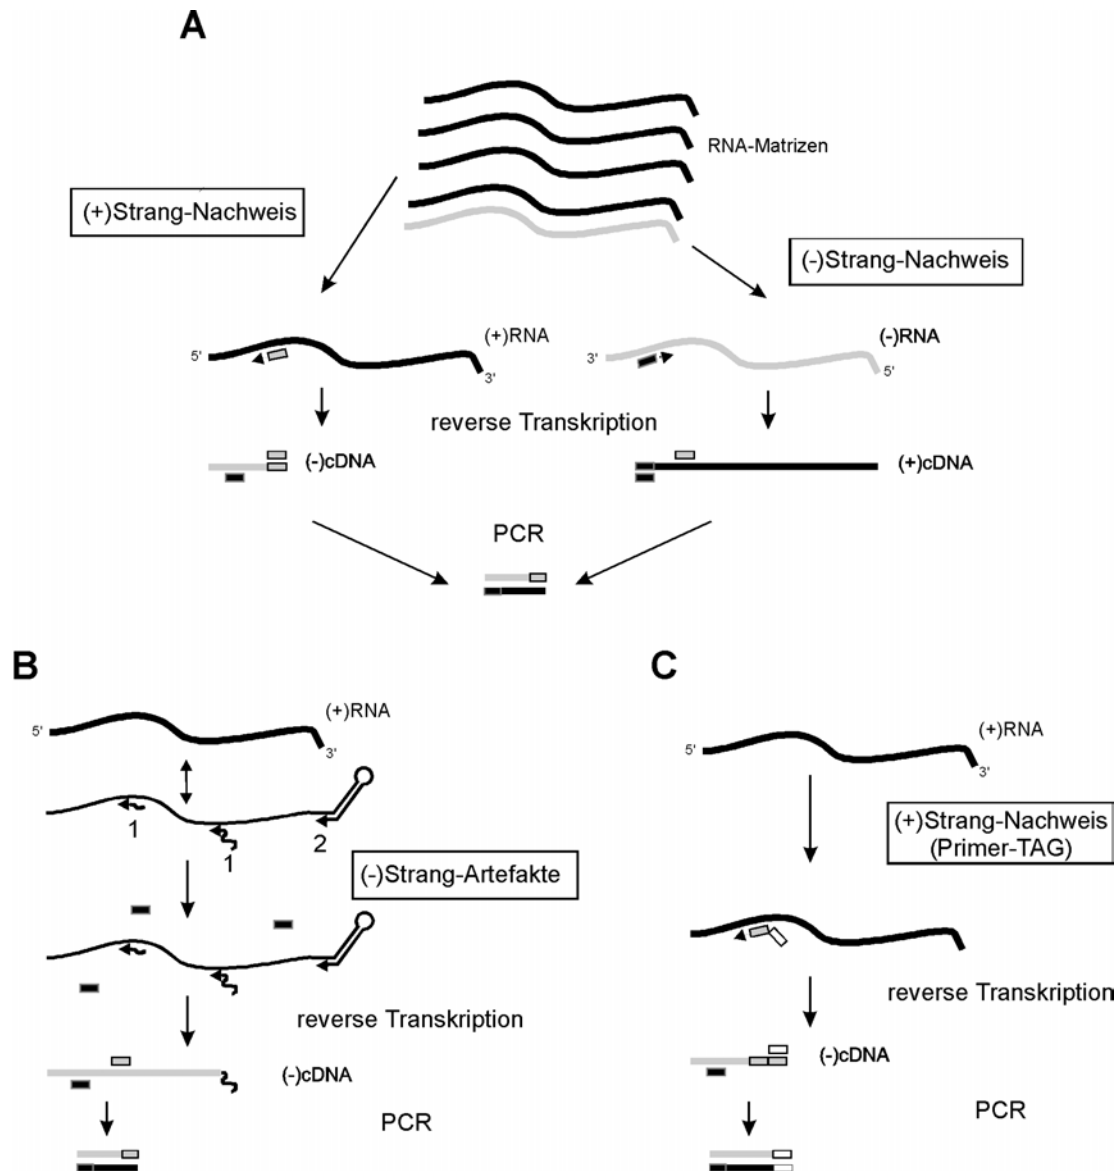 A
RNA-Matrizen
(+)Strang-Nachweis
(-)Strang-Nachweis
(+)RNA
5'
3'
(-)RNA
3'
5'
reverse Transkription
(-)cDNA
(+)cDNA
PCR
B
(+)RNA
5'
3'
1
1
2
(-)Strang-Artefakte
reverse Transkription
(-)cDNA
PCR
C
(+)RNA
5'
3'
(+)Strang-Nachweis
(Primer-TAG)
reverse Transkription
(-)cDNA
PCR